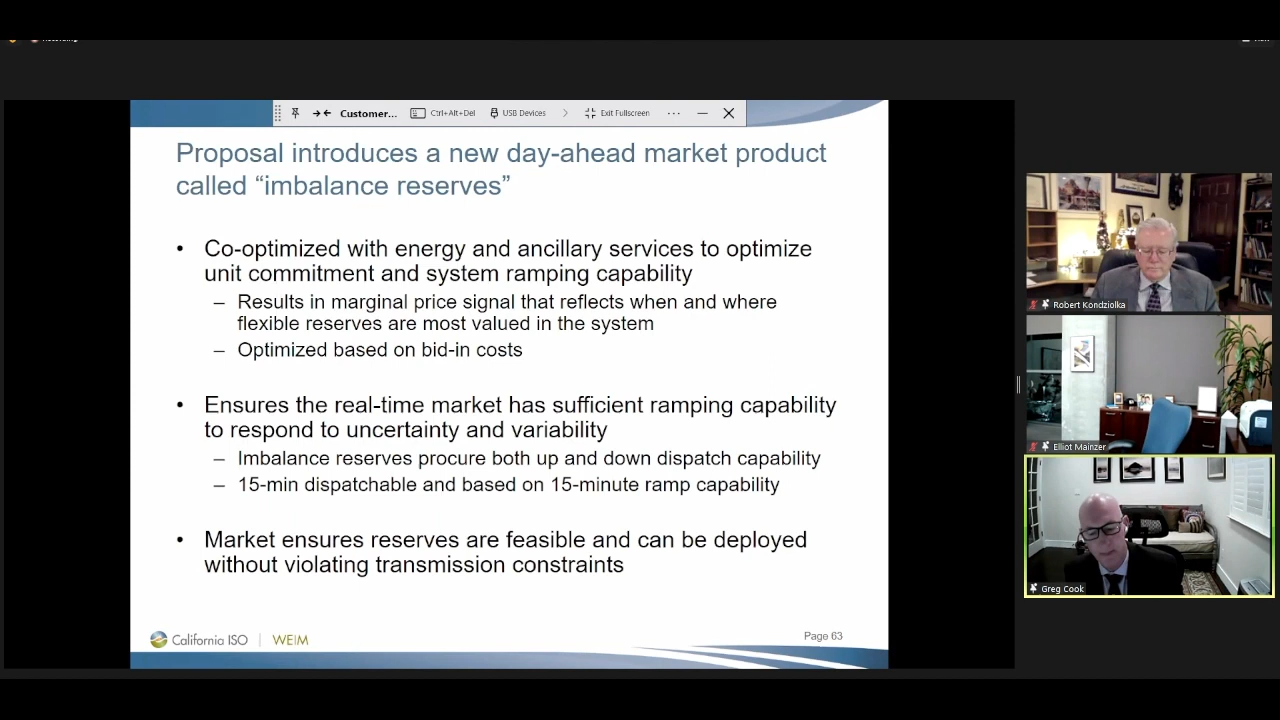 Customer...
Ctrl+Alt+Del
USB Devices
Exit Fullscreen
Proposal introduces a new day-ahead market product
called “imbalance reserves”
• Co-optimized with energy and ancillary services to optimize
unit commitment and system ramping capability
– Results in marginal price signal that reflects when and where
flexible reserves are most valued in the system
– Optimized based on bid-in costs
• Ensures the real-time market has sufficient ramping capability
to respond to uncertainty and variability
– Imbalance reserves procure both up and down dispatch capability
– 15-min dispatchable and based on 15-minute ramp capability
• Market ensures reserves are feasible and can be deployed
without violating transmission constraints
California ISO | WEIM
Page 63
Robert Kondziolka
Elliot Mainzer
Greg Cook